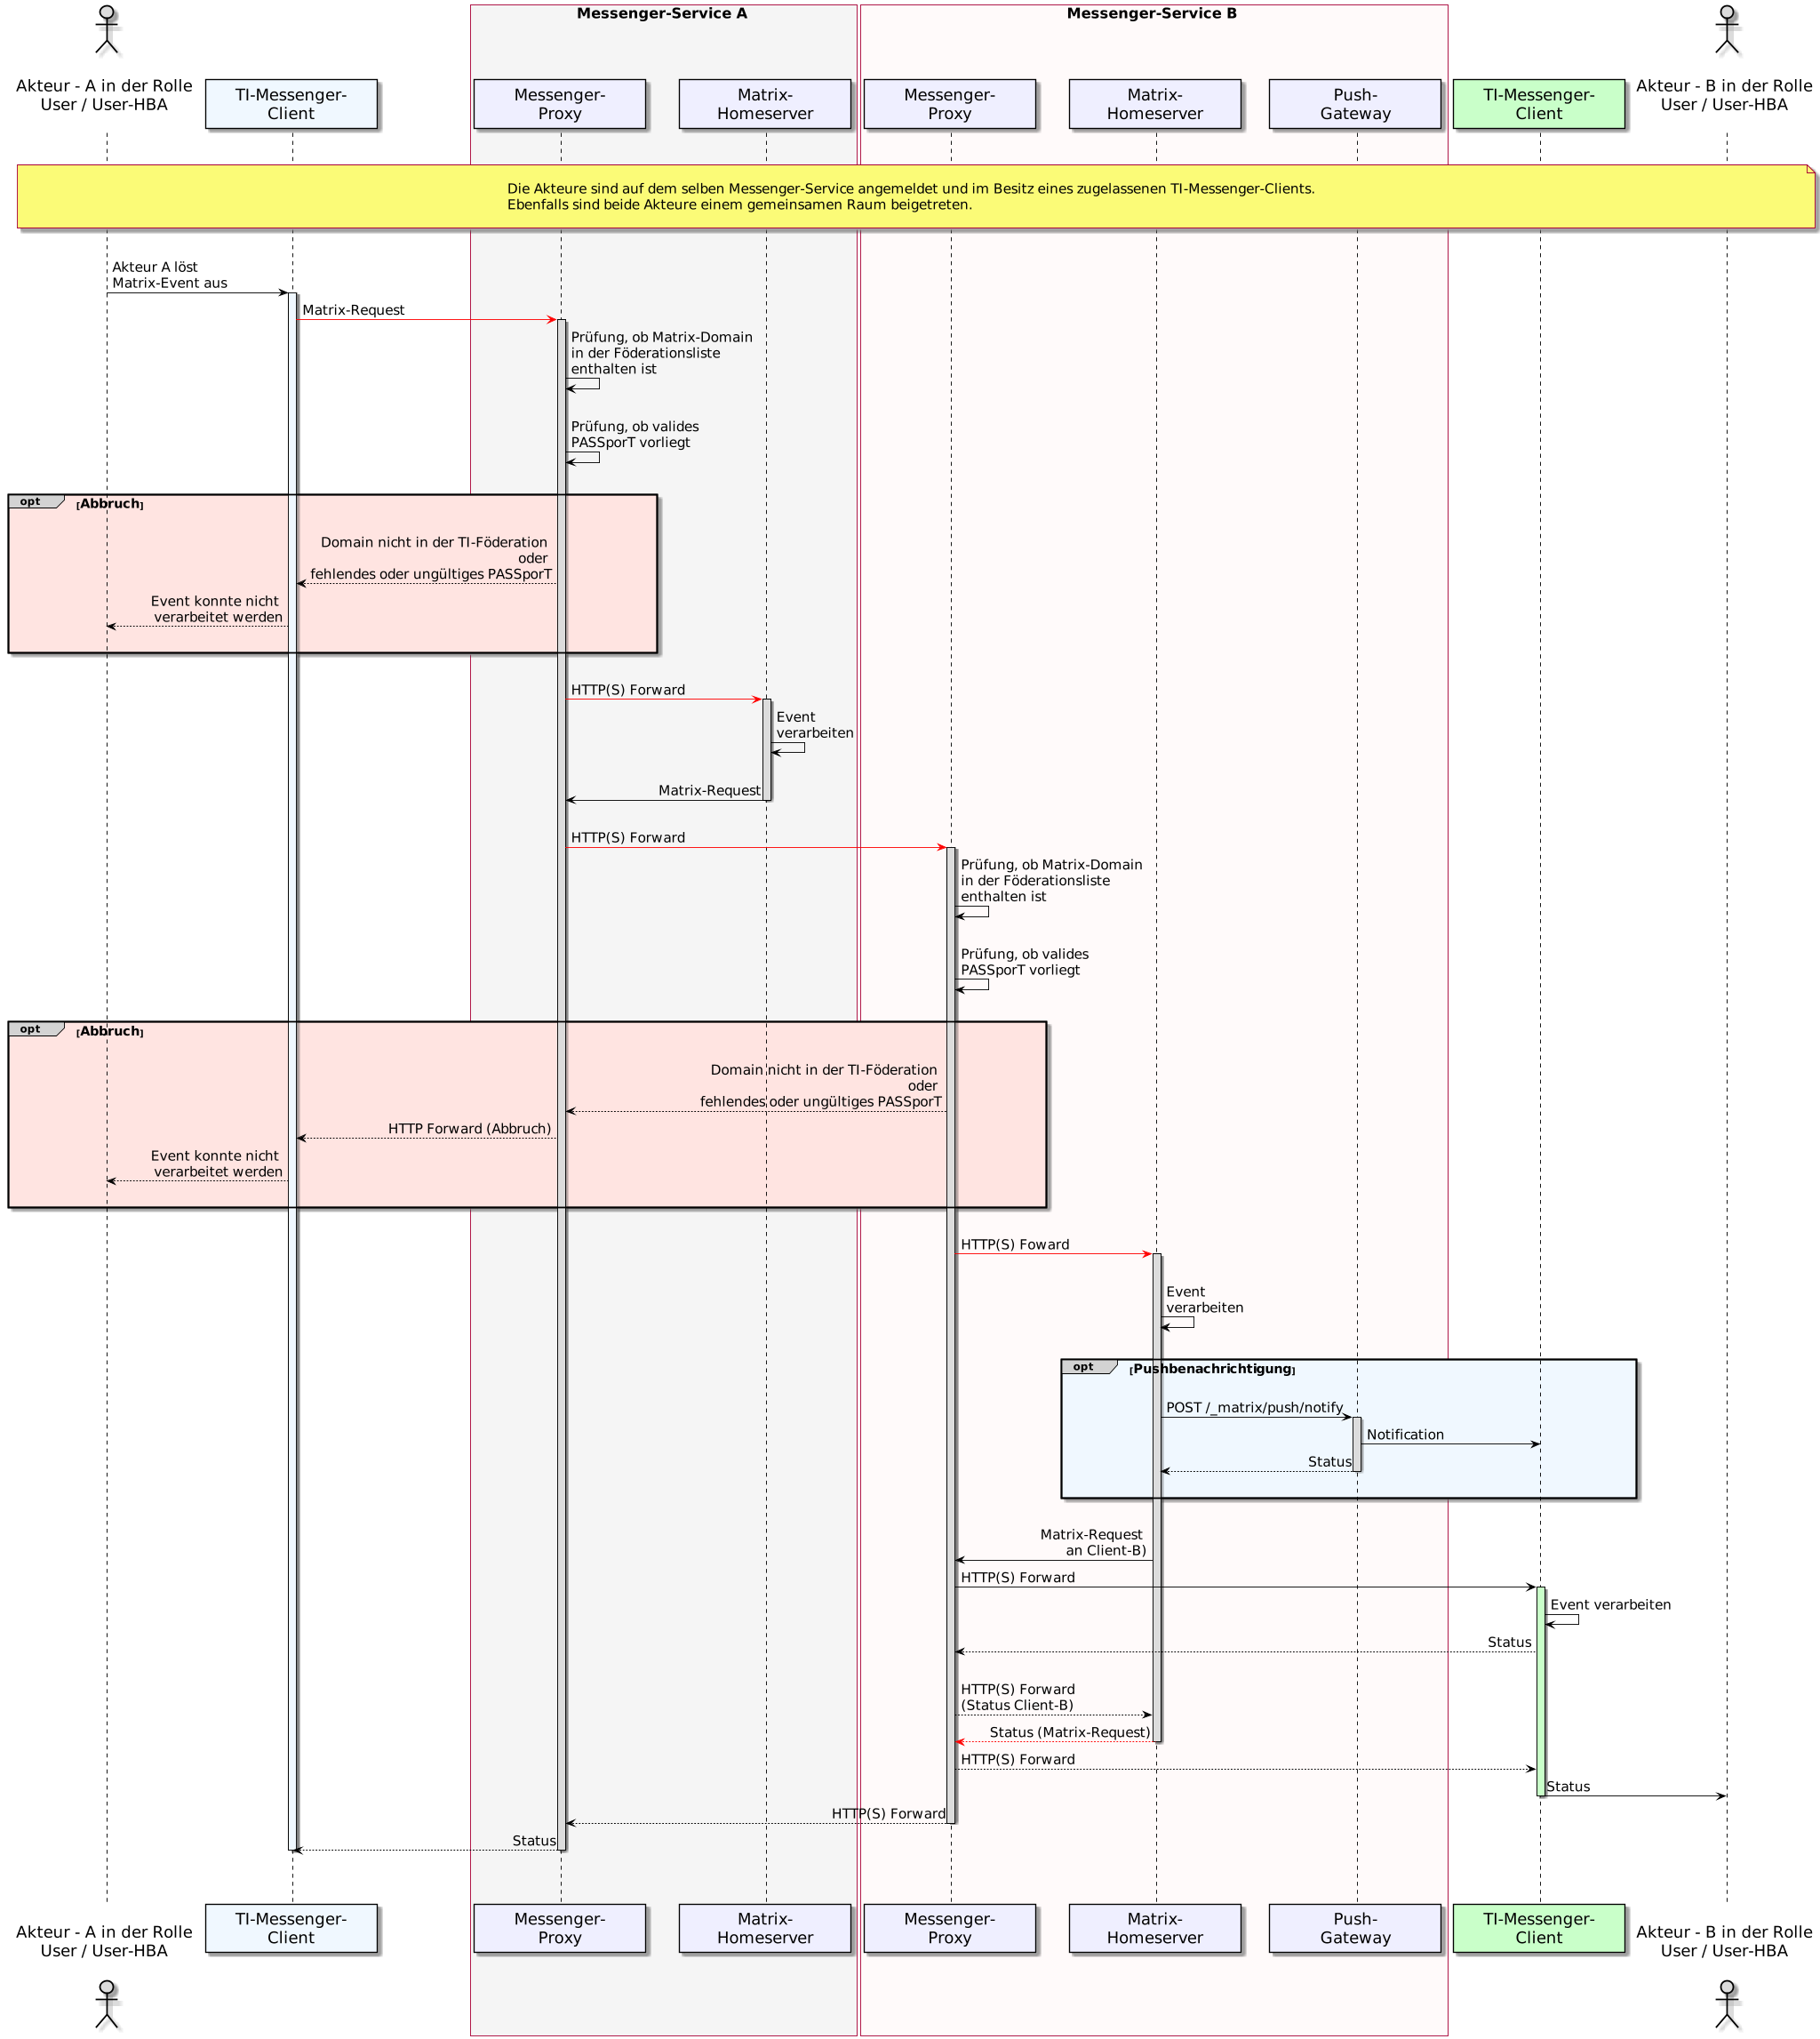 Messenger-Service A
Messenger-Service B
Akteur - A in der Rolle
User / User-HBA
TI-Messenger-
Client
Messenger-
Proxy
Matrix-
Homeserver
Messenger-
Proxy
Matrix-
Homeserver
Push-
Gateway
TI-Messenger-
Client
Akteur - B in der Rolle
User / User-HBA
Die Akteure sind auf dem selben Messenger-Service angemeldet und im Besitz eines zugelassenen TI-Messenger-Clients.
Ebenfalls sind beide Akteure einem gemeinsamen Raum beigetreten.
Akteur A löst
Matrix-Event aus
Matrix-Request
Prüfung, ob Matrix-Domain
in der Föderationsliste
enthalten ist
Prüfung, ob valides
PASSporT vorliegt
opt [Abbruch]
Domain nicht in der TI-Föderation
oder
fehlendes oder ungültiges PASSporT
Event konnte nicht
verarbeitet werden
HTTP(S) Forward
Event
verarbeiten
Matrix-Request
HTTP(S) Forward
Prüfung, ob Matrix-Domain
in der Föderationsliste
enthalten ist
Prüfung, ob valides
PASSporT vorliegt
opt [Abbruch]
Domain nicht in der TI-Föderation
oder
fehlendes oder ungültiges PASSporT
HTTP Forward (Abbruch)
Event konnte nicht
verarbeitet werden
HTTP(S) Foward
Event
verarbeiten
opt [Pushbenachrichtigung]
POST /_matrix/push/notify
Notification
Status
Matrix-Request
an Client-B)
HTTP(S) Forward
Event verarbeiten
Status
HTTP(S) Forward
(Status Client-B)
Status (Matrix-Request)
HTTP(S) Forward
Status
HTTP(S) Forward
Status
Akteur - A in der Rolle
User / User-HBA
TI-Messenger-
Client
Messenger-
Proxy
Matrix-
Homeserver
Messenger-
Proxy
Matrix-
Homeserver
Push-
Gateway
TI-Messenger-
Client
Akteur - B in der Rolle
User / User-HBA